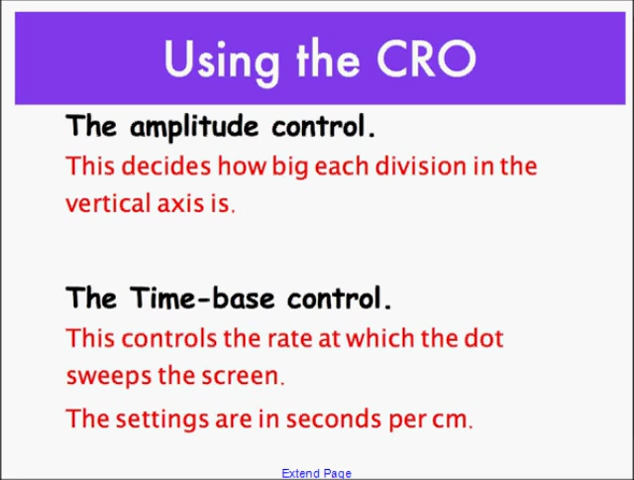 Using the CRO
The amplitude control.
This decides how big each division in the
vertical axis is.
The Time-base control.
This controls the rate at which the dot
sweeps the screen.
The settings are in seconds per cm.
Extend Page